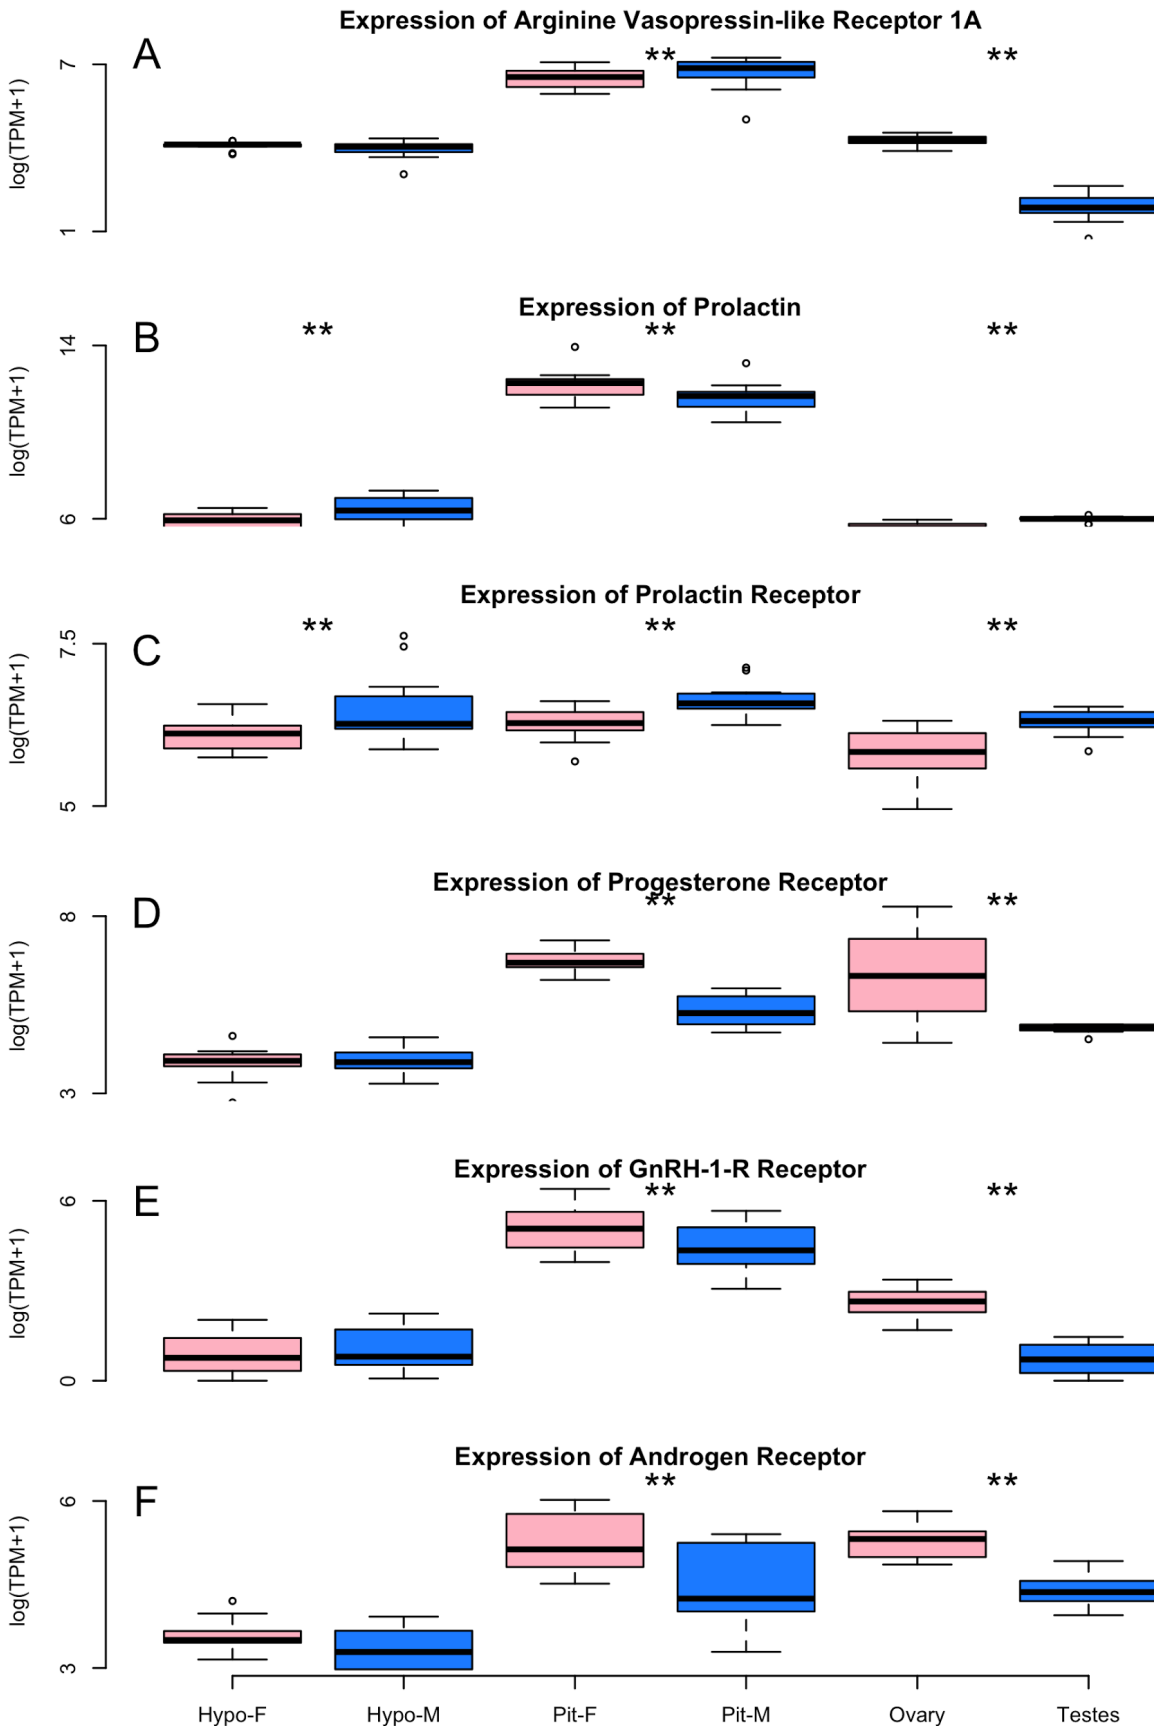 Expression of Arginine Vasopressin-like Receptor 1A
A
** **
7
1
log(TPM+1)
Expression of Prolactin
B
** ** **
14
6
log(TPM+1)
Expression of Prolactin Receptor
C
** ** **
7.5
5
log(TPM+1)
Expression of Progesterone Receptor
D
** **
8
3
log(TPM+1)
Expression of GnRH-1-R Receptor
E
** **
6
0
log(TPM+1)
Expression of Androgen Receptor
F
** **
6
3
log(TPM+1)
Hypo-F Hypo-M Pit-F Pit-M Ovary Testes